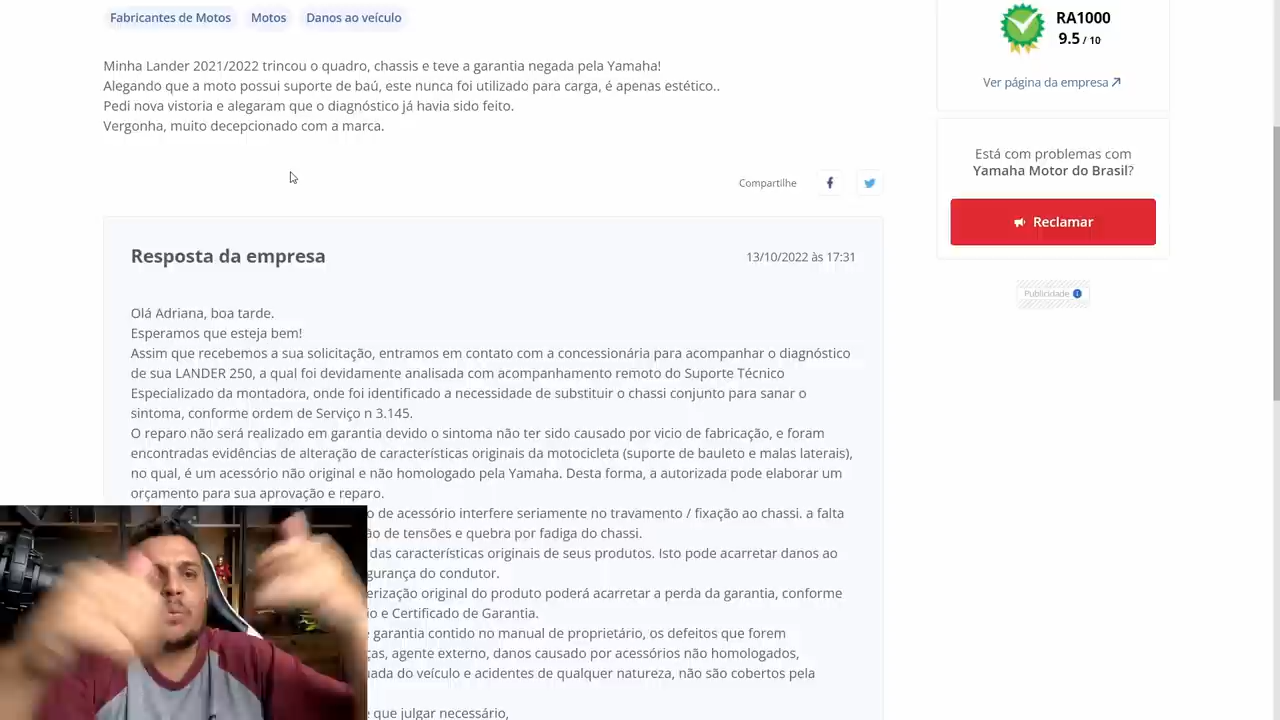 Fabricantes de Motos
Motos
Danos ao veículo
Minha Lander 2021/2022 trincou o quadro, chassis e teve a garantia negada pela Yamaha!
Alegando que a moto possui suporte de baú, este nunca foi utilizado para carga, é apenas estético..
Pedi nova vistoria e alegaram que o diagnóstico já havia sido feito.
Vergonha, muito decepcionado com a marca.
Compartilhe
Resposta da empresa
13/10/2022 às 17:31
Olá Adriana, boa tarde.
Esperamos que esteja bem!
Assim que recebemos a sua solicitação, entramos em contato com a concessionária para acompanhar o diagnóstico
de sua LANDER 250, a qual foi devidamente analisada com acompanhamento remoto do Suporte Técnico
Especializado da montadora, onde foi identificado a necessidade de substituir o chassi conjunto para sanar o
sintoma, conforme ordem de Serviço n 3.145.
O reparo não será realizado em garantia devido o sintoma não ter sido causado por vicio de fabricação, e foram
encontradas evidências de alteração de características originais da motocicleta (suporte de bauleto e malas laterais),
no qual, é um acessório não original e não homologado pela Yamaha. Desta forma, a autorizada pode elaborar um
orçamento para sua aprovação e reparo.
de acessório interfere seriamente no travamento / fixação ao chassi. a falta
de tensões e quebra por fadiga do chassi.
das características originais de seus produtos. Isto pode acarretar danos ao
do condutor.
original do produto poderá acarretar a perda da garantia, conforme
e Certificado de Garantia.
garantia contido no manual de proprietário, os defeitos que forem
agente externo, danos causado por acessórios não homologados,
do veículo e acidentes de qualquer natureza, não são cobertos pela
que julgar necessário,
RA1000
9.5 / 10
Ver página da empresa
Está com problemas com
Yamaha Motor do Brasil?
Reclamar
Publicidade